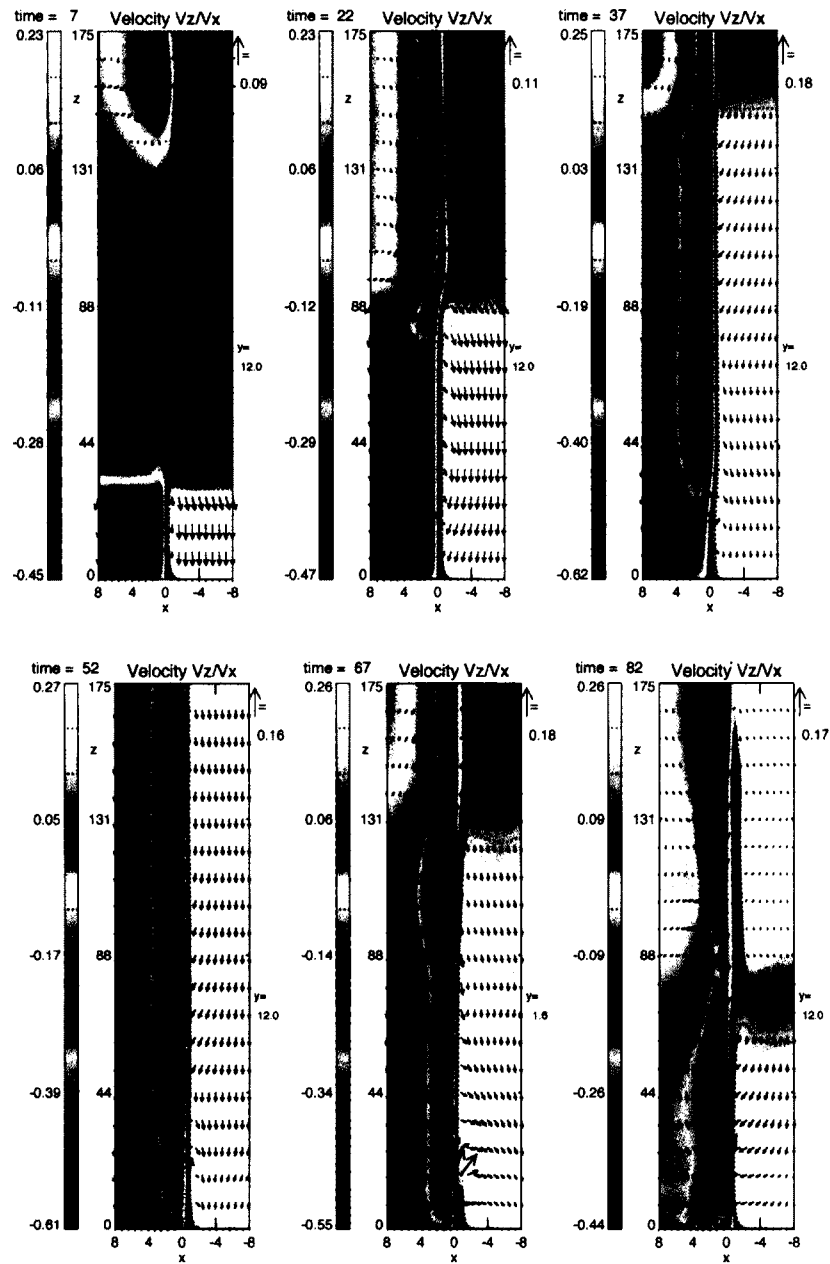 time = 7 Velocity Vz/Vx
0.23
0.06
-0.11
-0.28
-0.45
175
z
131
88
44
0
8 4 0 -4 -8
x
=
0.09
y=
12.0
time = 22 Velocity Vz/Vx
0.23
0.06
-0.12
-0.29
-0.47
175
z
131
88
44
0
8 4 0 -4 -8
x
=
0.11
y=
12.0
time = 37 Velocity Vz/Vx
0.25
0.03
-0.19
-0.40
-0.62
175
z
131
88
44
0
8 4 0 -4 -8
x
=
0.18
y=
12.0
time = 52 Velocity Vz/Vx
0.27
0.05
-0.17
-0.39
-0.61
175
z
131
88
44
0
8 4 0 -4 -8
x
=
0.16
y=
12.0
time = 67 Velocity Vz/Vx
0.26
0.06
-0.14
-0.34
-0.55
175
z
131
88
44
0
8 4 0 -4 -8
x
=
0.18
y=
1.6
time = 82 Velocity Vz/Vx
0.26
0.09
-0.09
-0.26
-0.44
175
z
131
88
44
0
8 4 0 -4 -8
x
=
0.17
y=
12.0